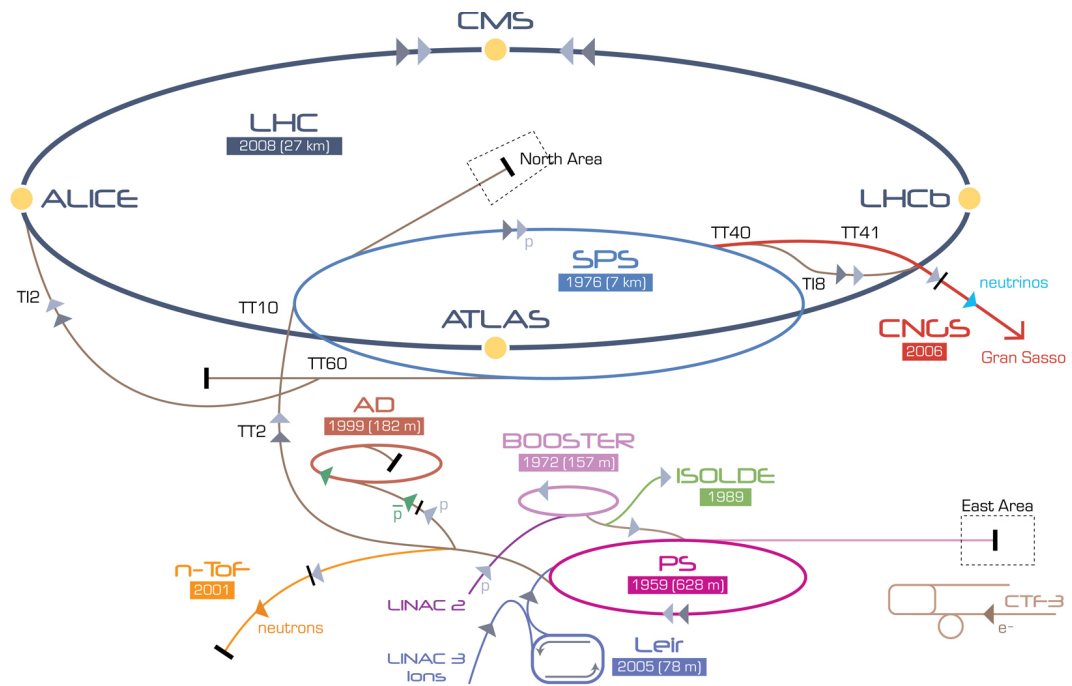 CMS
LHC
2008 (27 km)
North Area
ALICE
LHCb
TT40
TT41
p
SPS
1976 (7 km)
TI8
neutrinos
TI2
TT10
ATLAS
CNGS
2006
Gran Sasso
TT60
AD
1999 (182 m)
TT2
BOOSTER
1972 (157 m)
ISOLDE
1989
p̅
p
East Area
n-ToF
2001
PS
1959 (628 m)
LINAC 2
p
neutrons
CTF-3
e⁻
LINAC 3
Ions
Leir
2005 (78 m)